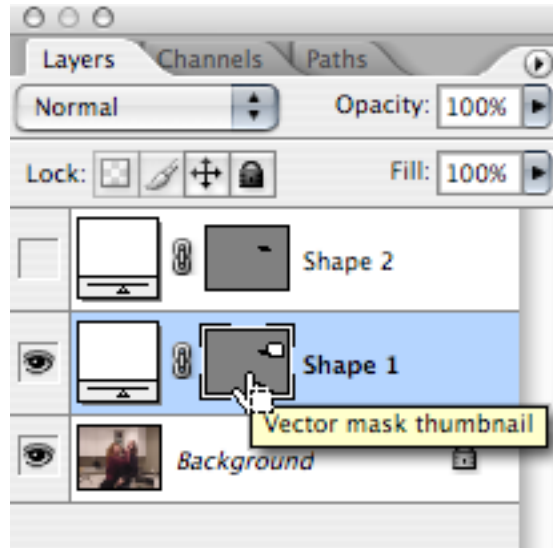 Layers Channels Paths
Normal Opacity: 100%
Lock: Fill: 100%
Shape 2
Shape 1
Vector mask thumbnail
Background